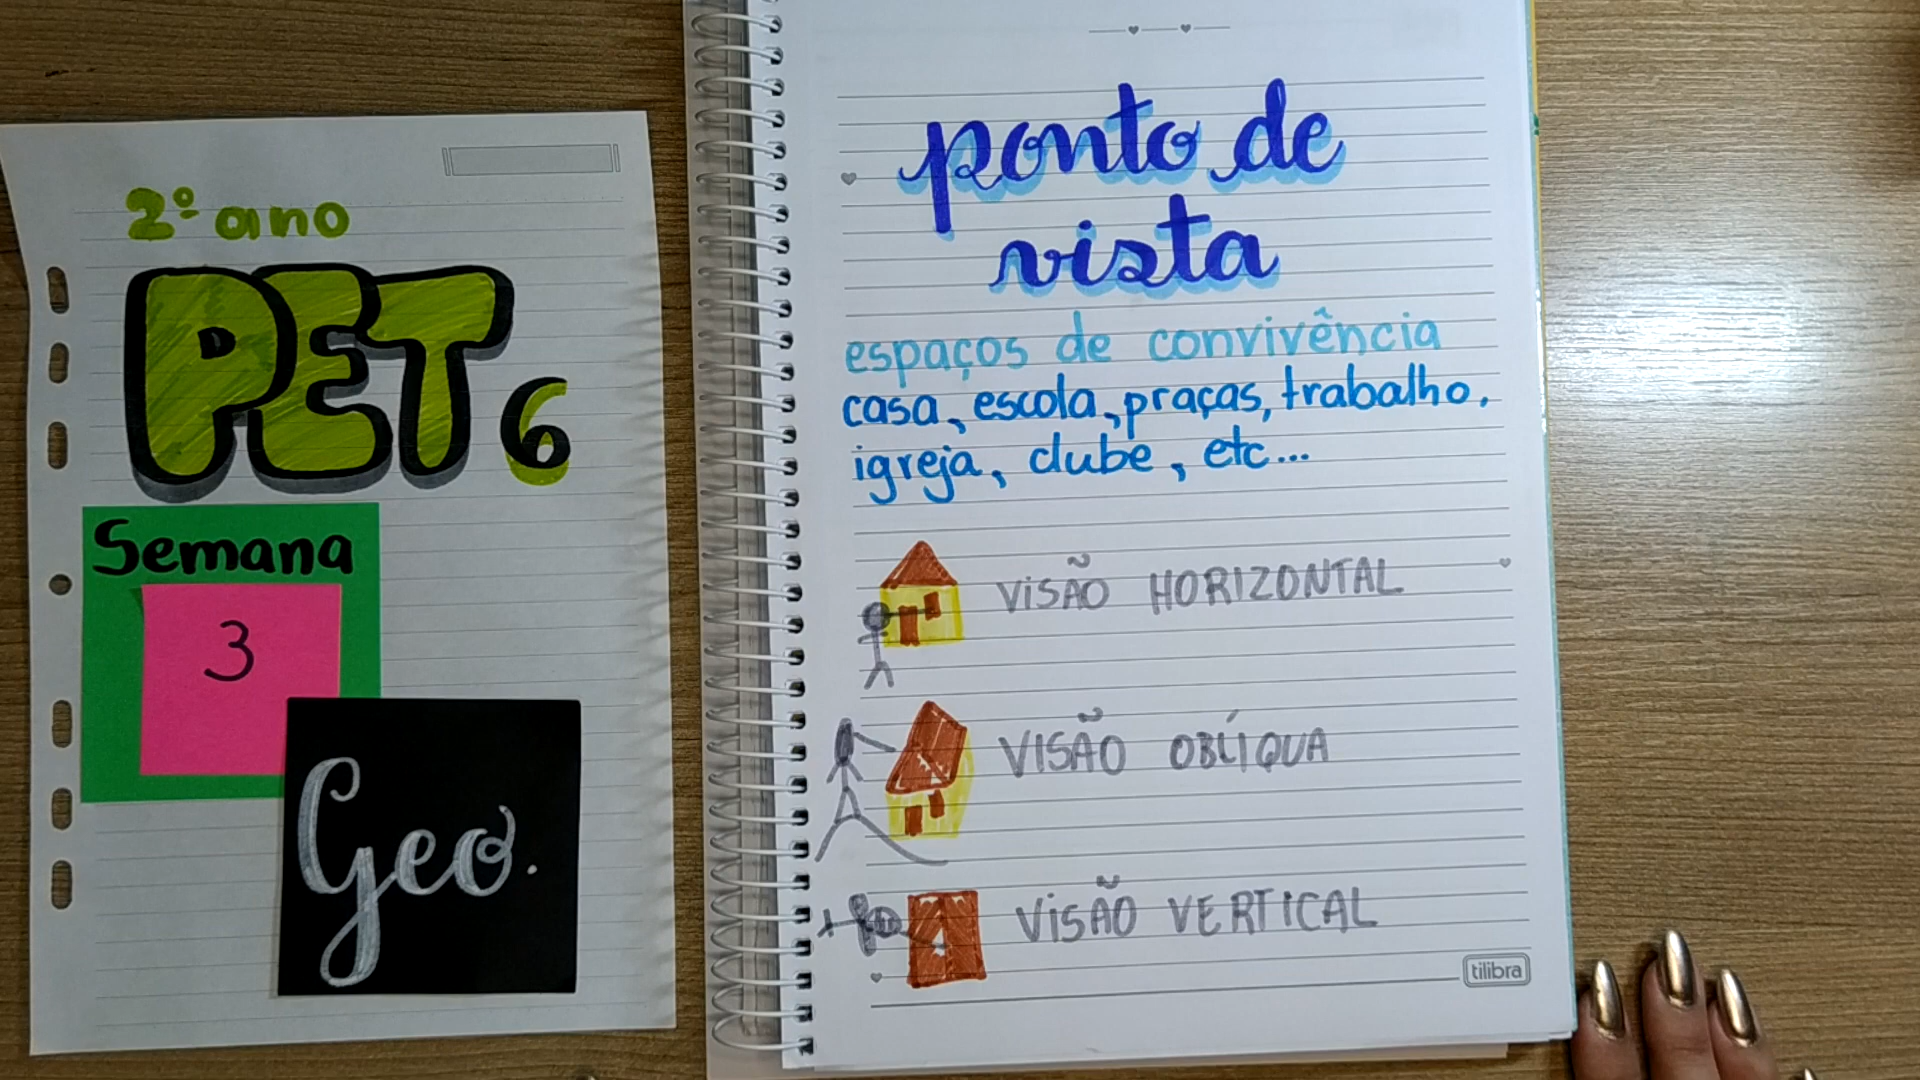 2º ano
PET 6
Semana
3
Geo.
ponto de
vista
espaços de convivência
casa, escola, praças, trabalho,
igreja, clube, etc...
VISÃO HORIZONTAL
VISÃO OBLÍQUA
VISÃO VERTICAL
tilibra